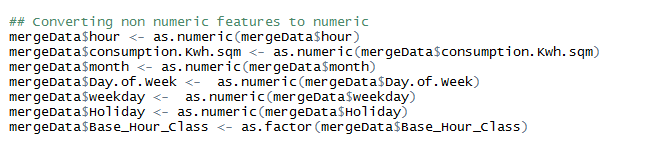 ## Converting non numeric features to numeric
mergeData$hour <- as.numeric(mergeData$hour)
mergeData$consumption.Kwh.sqm <- as.numeric(mergeData$consumption.Kwh.sqm)
mergeData$month <- as.numeric(mergeData$month)
mergeData$Day.of.Week <-  as.numeric(mergeData$Day.of.Week)
mergeData$weekday <-  as.numeric(mergeData$weekday)
mergeData$Holiday <- as.numeric(mergeData$Holiday)
mergeData$Base_Hour_Class <- as.factor(mergeData$Base_Hour_Class)